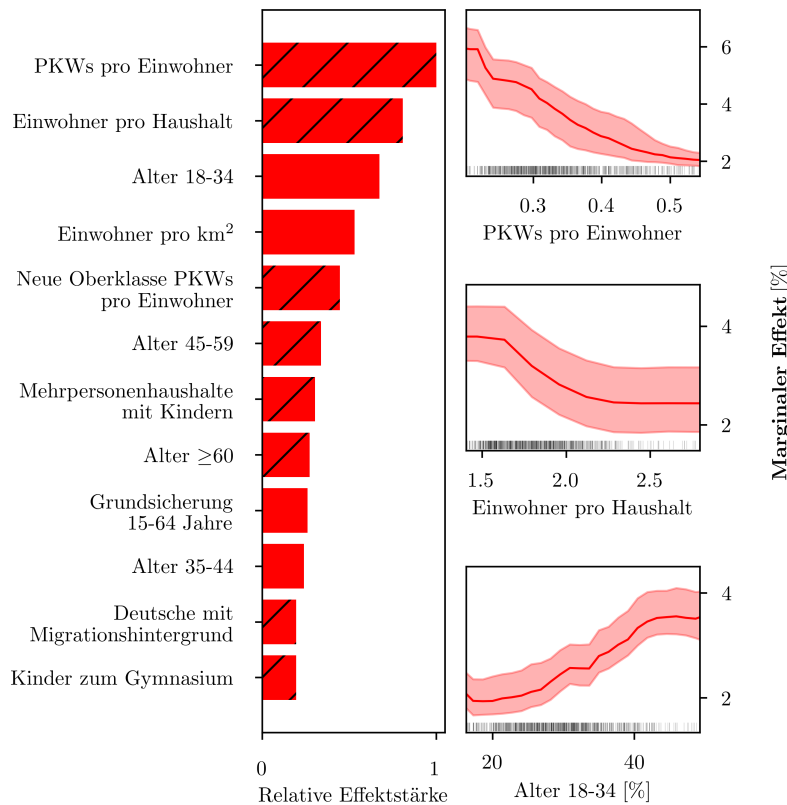 PKWs pro Einwohner
Einwohner pro Haushalt
Alter 18-34
Einwohner pro km²
Neue Oberklasse PKWs
pro Einwohner
Alter 45-59
Mehrpersonenhaushalte
mit Kindern
Alter ≥60
Grundsicherung
15-64 Jahre
Alter 35-44
Deutsche mit
Migrationshintergrund
Kinder zum Gymnasium
0 1
Relative Effektstärke
6
4
2
0.3 0.4 0.5
PKWs pro Einwohner
4
2
1.5 2.0 2.5
Einwohner pro Haushalt
4
2
20 40
Alter 18-34 [%]
Marginaler Effekt [%]